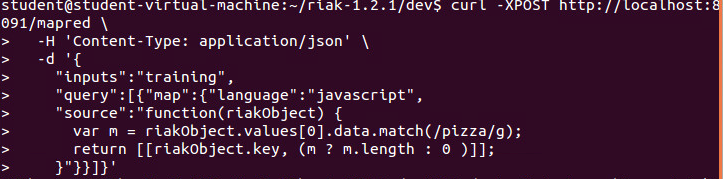 student@student-virtual-machine:~/riak-1.2.1/dev$ curl -XPOST http://localhost:8
091/mapred \
>   -H 'Content-Type: application/json' \
>   -d '{
>     "inputs":"training",
>     "query":[{"map":{"language":"javascript",
>     "source":"function(riakObject) {
>       var m = riakObject.values[0].data.match(/pizza/g);
>       return [[riakObject.key, (m ? m.length : 0 )]];
>     }"}}]}'